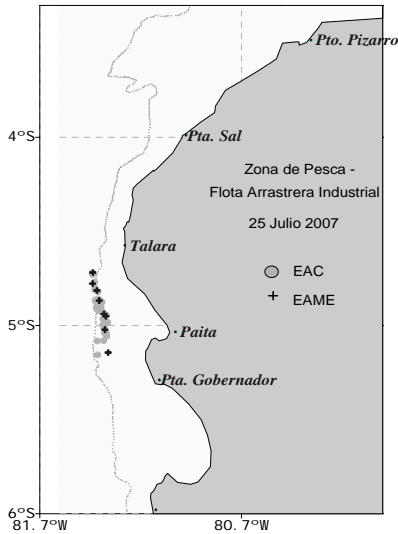 Pto. Pizarro
4°S
Pta. Sal
Zona de Pesca -
Flota Arrastrera Industrial
25 Julio 2007
Talara
EAC
EAME
5°S
Paita
Pta. Gobernador
6°S
81.7°W
80.7°W